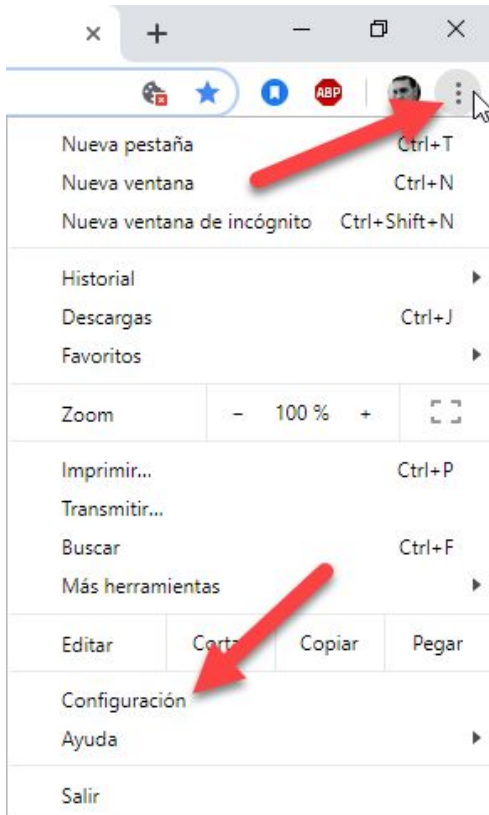 ABP
Nueva pestaña Ctrl+T
Nueva ventana Ctrl+N
Nueva ventana de incógnito Ctrl+Shift+N
Historial
Descargas Ctrl+J
Favoritos
Zoom - 100 % +
Imprimir... Ctrl+P
Transmitir...
Buscar Ctrl+F
Más herramientas
Editar Cortar Copiar Pegar
Configuración
Ayuda
Salir